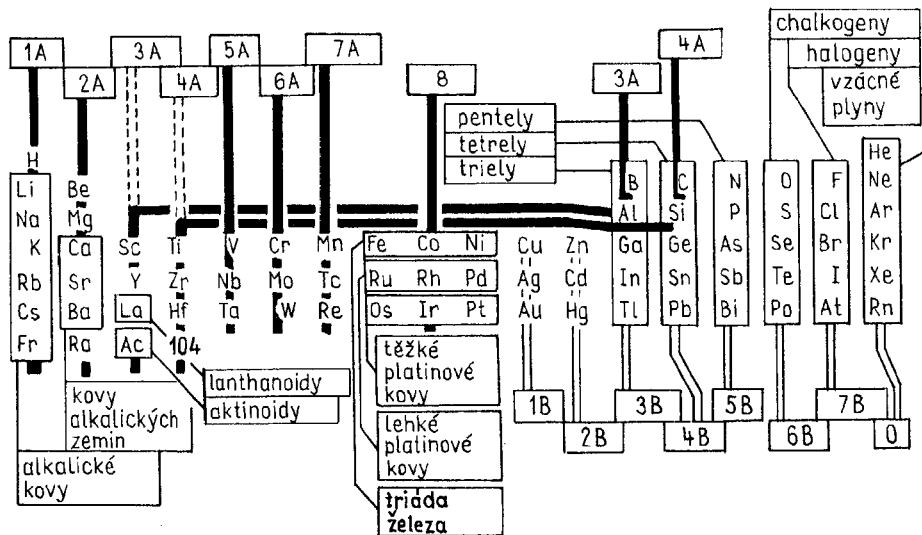 1A 3A 5A 7A 4A
2A 4A 6A 8 3A
chalkogeny
halogeny
vzácné
plyny
pentely
tetrely
triely
H He
Li Be B C N O F Ne
Na Mg Al Si P S Cl Ar
K Ca Sc Ti V Cr Mn Fe Co Ni Cu Zn Ga Ge As Se Br Kr
Rb Sr Y Zr Nb Mo Tc Ru Rh Pd Ag Cd In Sn Sb Te I Xe
Cs Ba La Hf Ta W Re Os Ir Pt Au Hg Tl Pb Bi Po At Rn
Fr Ra Ac 104
lanthanoidy
aktinoidy
kovy
alkalických
zemin
alkalické
kovy
těžké
platinové
kovy
lehké
platinové
kovy
triáda
železa
1B 3B 5B 7B
2B 4B 6B 0